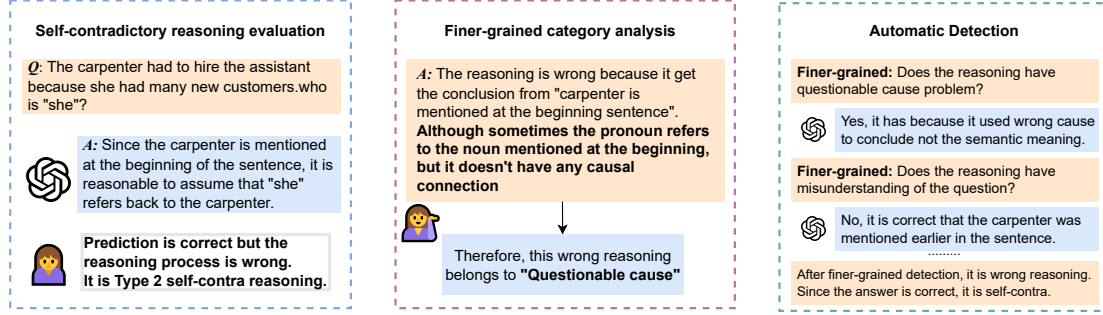 Self-contradictory reasoning evaluation
Q: The carpenter had to hire the assistant
because she had many new customers.who
is "she"?
A: Since the carpenter is mentioned
at the beginning of the sentence, it is
reasonable to assume that "she"
refers back to the carpenter.
Prediction is correct but the
reasoning process is wrong.
It is Type 2 self-contra reasoning.
Finer-grained category analysis
A: The reasoning is wrong because it get
the conclusion from "carpenter is
mentioned at the beginning sentence".
Although sometimes the pronoun refers
to the noun mentioned at the beginning,
but it doesn't have any causal
connection
Therefore, this wrong reasoning
belongs to "Questionable cause"
Automatic Detection
Finer-grained: Does the reasoning have
questionable cause problem?
Yes, it has because it used wrong cause
to conclude not the semantic meaning.
Finer-grained: Does the reasoning have
misunderstanding of the question?
No, it is correct that the carpenter was
mentioned earlier in the sentence.
.........
After finer-grained detection, it is wrong reasoning.
Since the answer is correct, it is self-contra.